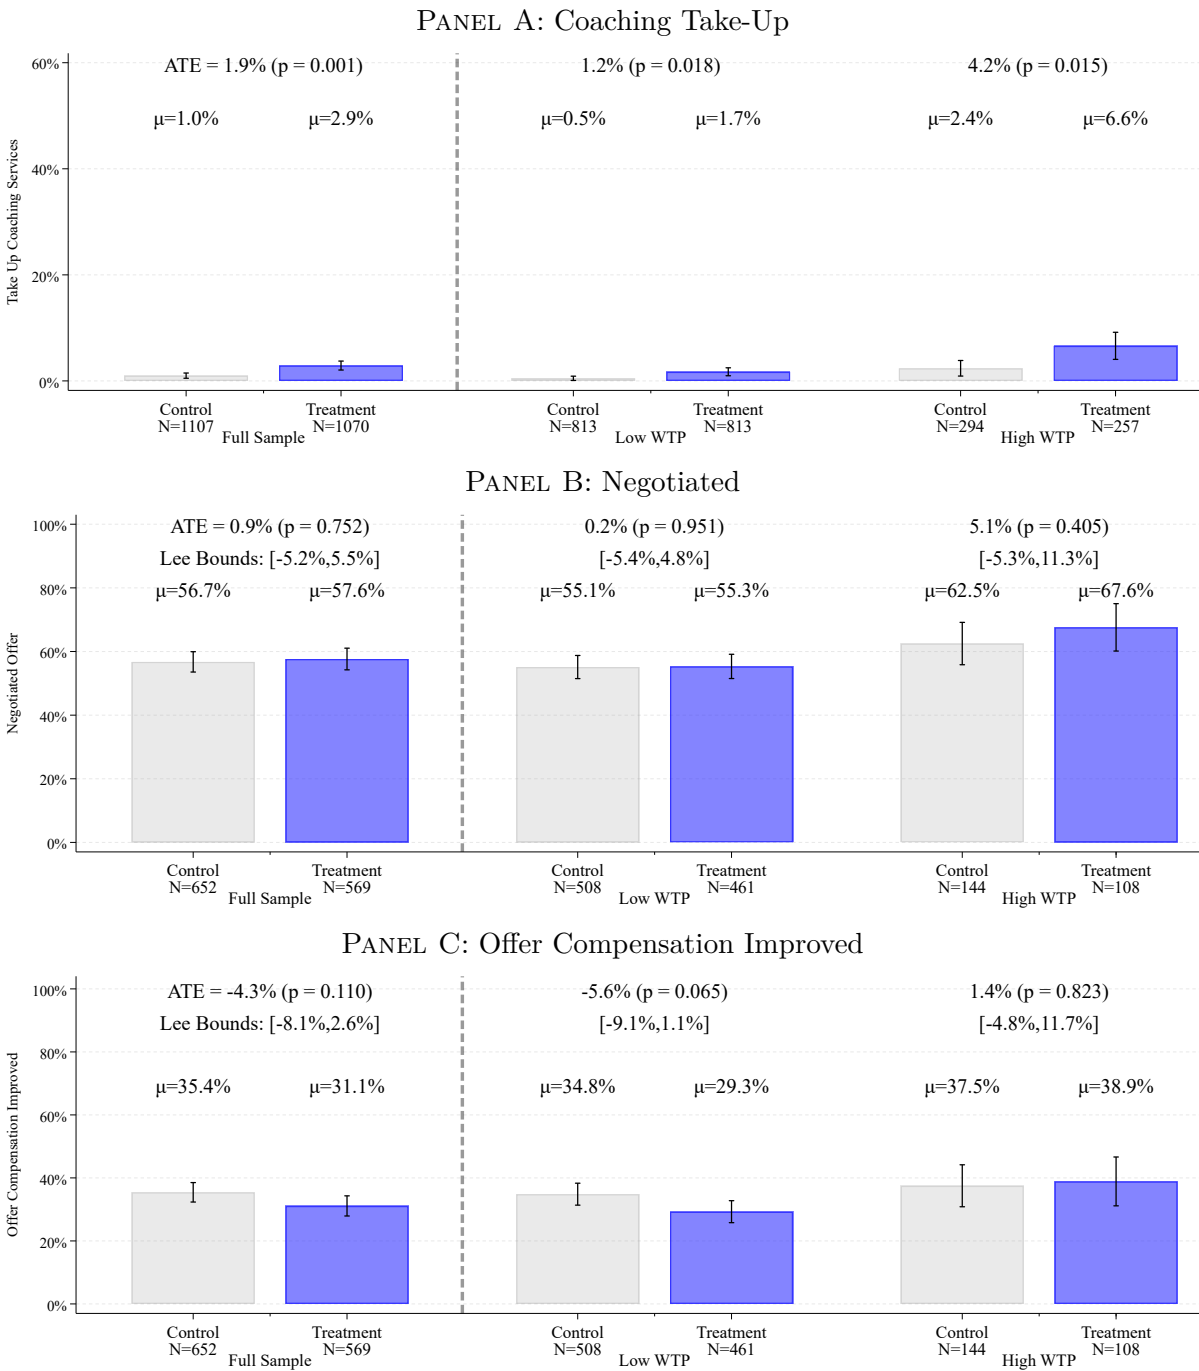 PANEL A: Coaching Take-Up
ATE = 1.9% (p = 0.001) 1.2% (p = 0.018) 4.2% (p = 0.015)
μ=1.0% μ=2.9% μ=0.5% μ=1.7% μ=2.4% μ=6.6%
Take Up Coaching Services
60%
40%
20%
0%
Control Treatment Control Treatment Control Treatment
N=1107 N=1070 N=813 N=813 N=294 N=257
Full Sample Low WTP High WTP
PANEL B: Negotiated
ATE = 0.9% (p = 0.752) 0.2% (p = 0.951) 5.1% (p = 0.405)
Lee Bounds: [-5.2%,5.5%] [-5.4%,4.8%] [-5.3%,11.3%]
μ=56.7% μ=57.6% μ=55.1% μ=55.3% μ=62.5% μ=67.6%
Negotiated Offer
100%
80%
60%
40%
20%
0%
Control Treatment Control Treatment Control Treatment
N=652 N=569 N=508 N=461 N=144 N=108
Full Sample Low WTP High WTP
PANEL C: Offer Compensation Improved
ATE = -4.3% (p = 0.110) -5.6% (p = 0.065) 1.4% (p = 0.823)
Lee Bounds: [-8.1%,2.6%] [-9.1%,1.1%] [-4.8%,11.7%]
μ=35.4% μ=31.1% μ=34.8% μ=29.3% μ=37.5% μ=38.9%
Offer Compensation Improved
100%
80%
60%
40%
20%
0%
Control Treatment Control Treatment Control Treatment
N=652 N=569 N=508 N=461 N=144 N=108
Full Sample Low WTP High WTP